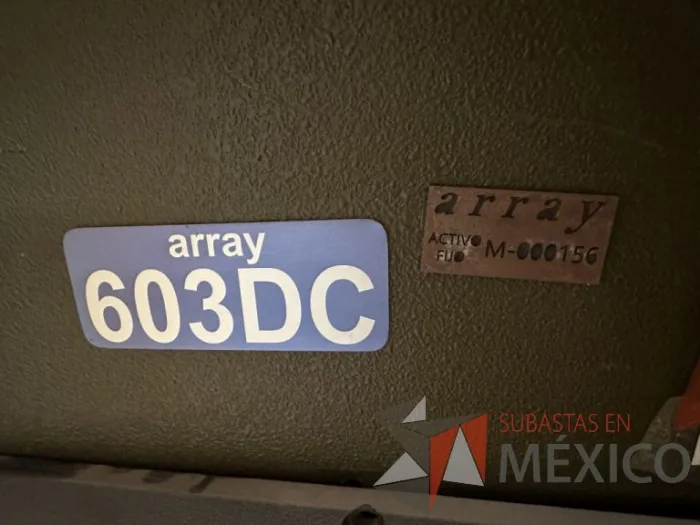 array
603DC
array
ACTIVO
FIJO M-000156
SUBASTAS EN
MÉXICO